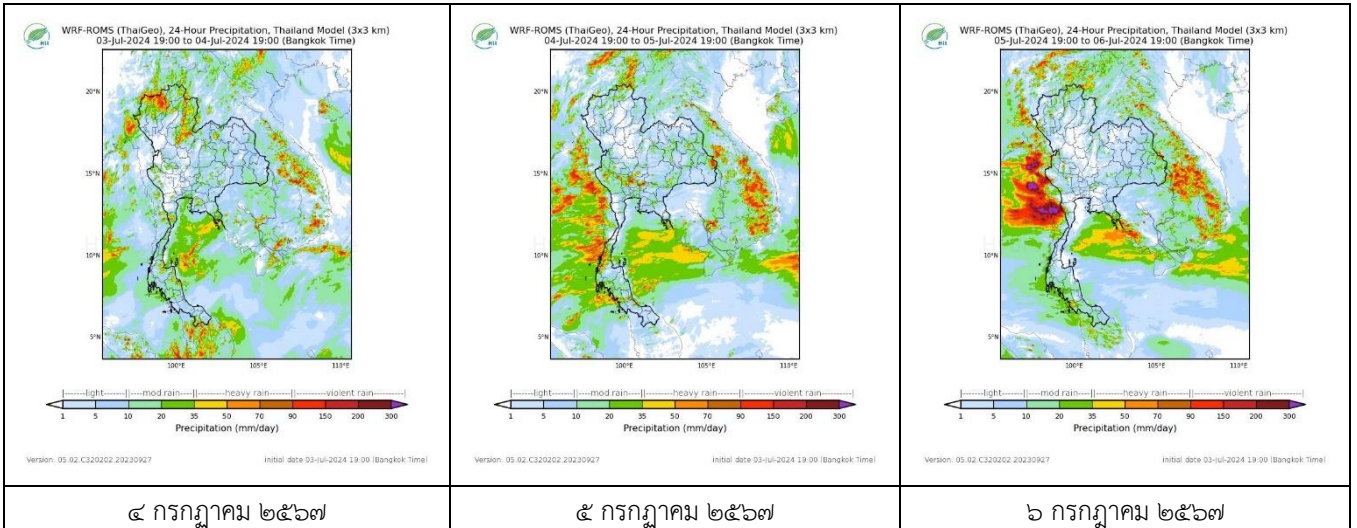 HII
WRF-ROMS (ThaiGeo), 24-Hour Precipitation, Thailand Model (3x3 km)
03-Jul-2024 19:00 to 04-Jul-2024 19:00 (Bangkok Time)
20°N
15°N
10°N
5°N
100°E 105°E 110°E
light mod rain heavy rain violent rain
1 5 10 20 35 50 70 90 150 200 300
Precipitation (mm/day)
Version: 05.02.C320202.20230927 initial date 03-Jul-2024 19:00 (Bangkok Time)
๔ กรกฎาคม ๒๕๖๗
HII
WRF-ROMS (ThaiGeo), 24-Hour Precipitation, Thailand Model (3x3 km)
04-Jul-2024 19:00 to 05-Jul-2024 19:00 (Bangkok Time)
20°N
15°N
10°N
5°N
100°E 105°E 110°E
light mod rain heavy rain violent rain
1 5 10 20 35 50 70 90 150 200 300
Precipitation (mm/day)
Version: 05.02.C320202.20230927 initial date 03-Jul-2024 19:00 (Bangkok Time)
๕ กรกฎาคม ๒๕๖๗
HII
WRF-ROMS (ThaiGeo), 24-Hour Precipitation, Thailand Model (3x3 km)
05-Jul-2024 19:00 to 06-Jul-2024 19:00 (Bangkok Time)
20°N
15°N
10°N
5°N
100°E 105°E 110°E
light mod rain heavy rain violent rain
1 5 10 20 35 50 70 90 150 200 300
Precipitation (mm/day)
Version: 05.02.C320202.20230927 initial date 03-Jul-2024 19:00 (Bangkok Time)
๖ กรกฎาคม ๒๕๖๗